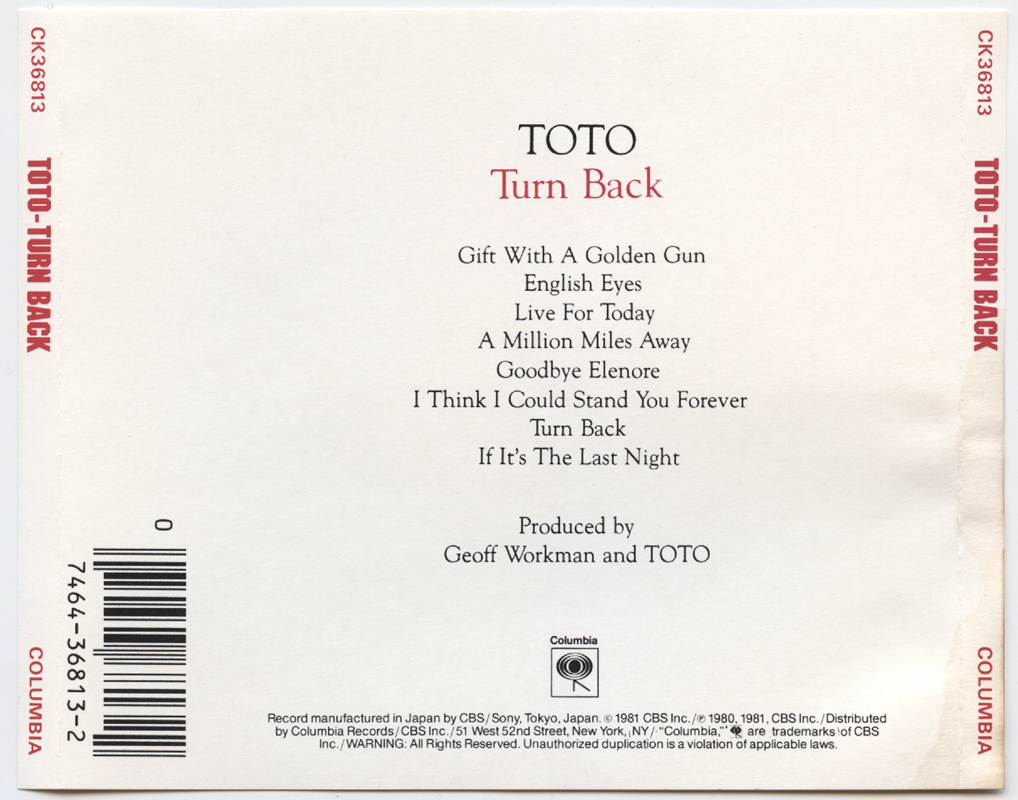 CK36813
TOTO-TURN BACK
COLUMBIA
TOTO
Turn Back
Gift With A Golden Gun
English Eyes
Live For Today
A Million Miles Away
Goodbye Elenore
I Think I Could Stand You Forever
Turn Back
If It's The Last Night
Produced by
Geoff Workman and TOTO
0
7464-36813-2
Columbia
Record manufactured in Japan by CBS/Sony, Tokyo, Japan. © 1981 CBS Inc./℗ 1980, 1981, CBS Inc./Distributed
by Columbia Records/CBS Inc./51 West 52nd Street, New York, NY/"Columbia," are trademarks of CBS
Inc./WARNING: All Rights Reserved. Unauthorized duplication is a violation of applicable laws.
CK36813
TOTO-TURN BACK
COLUMBIA